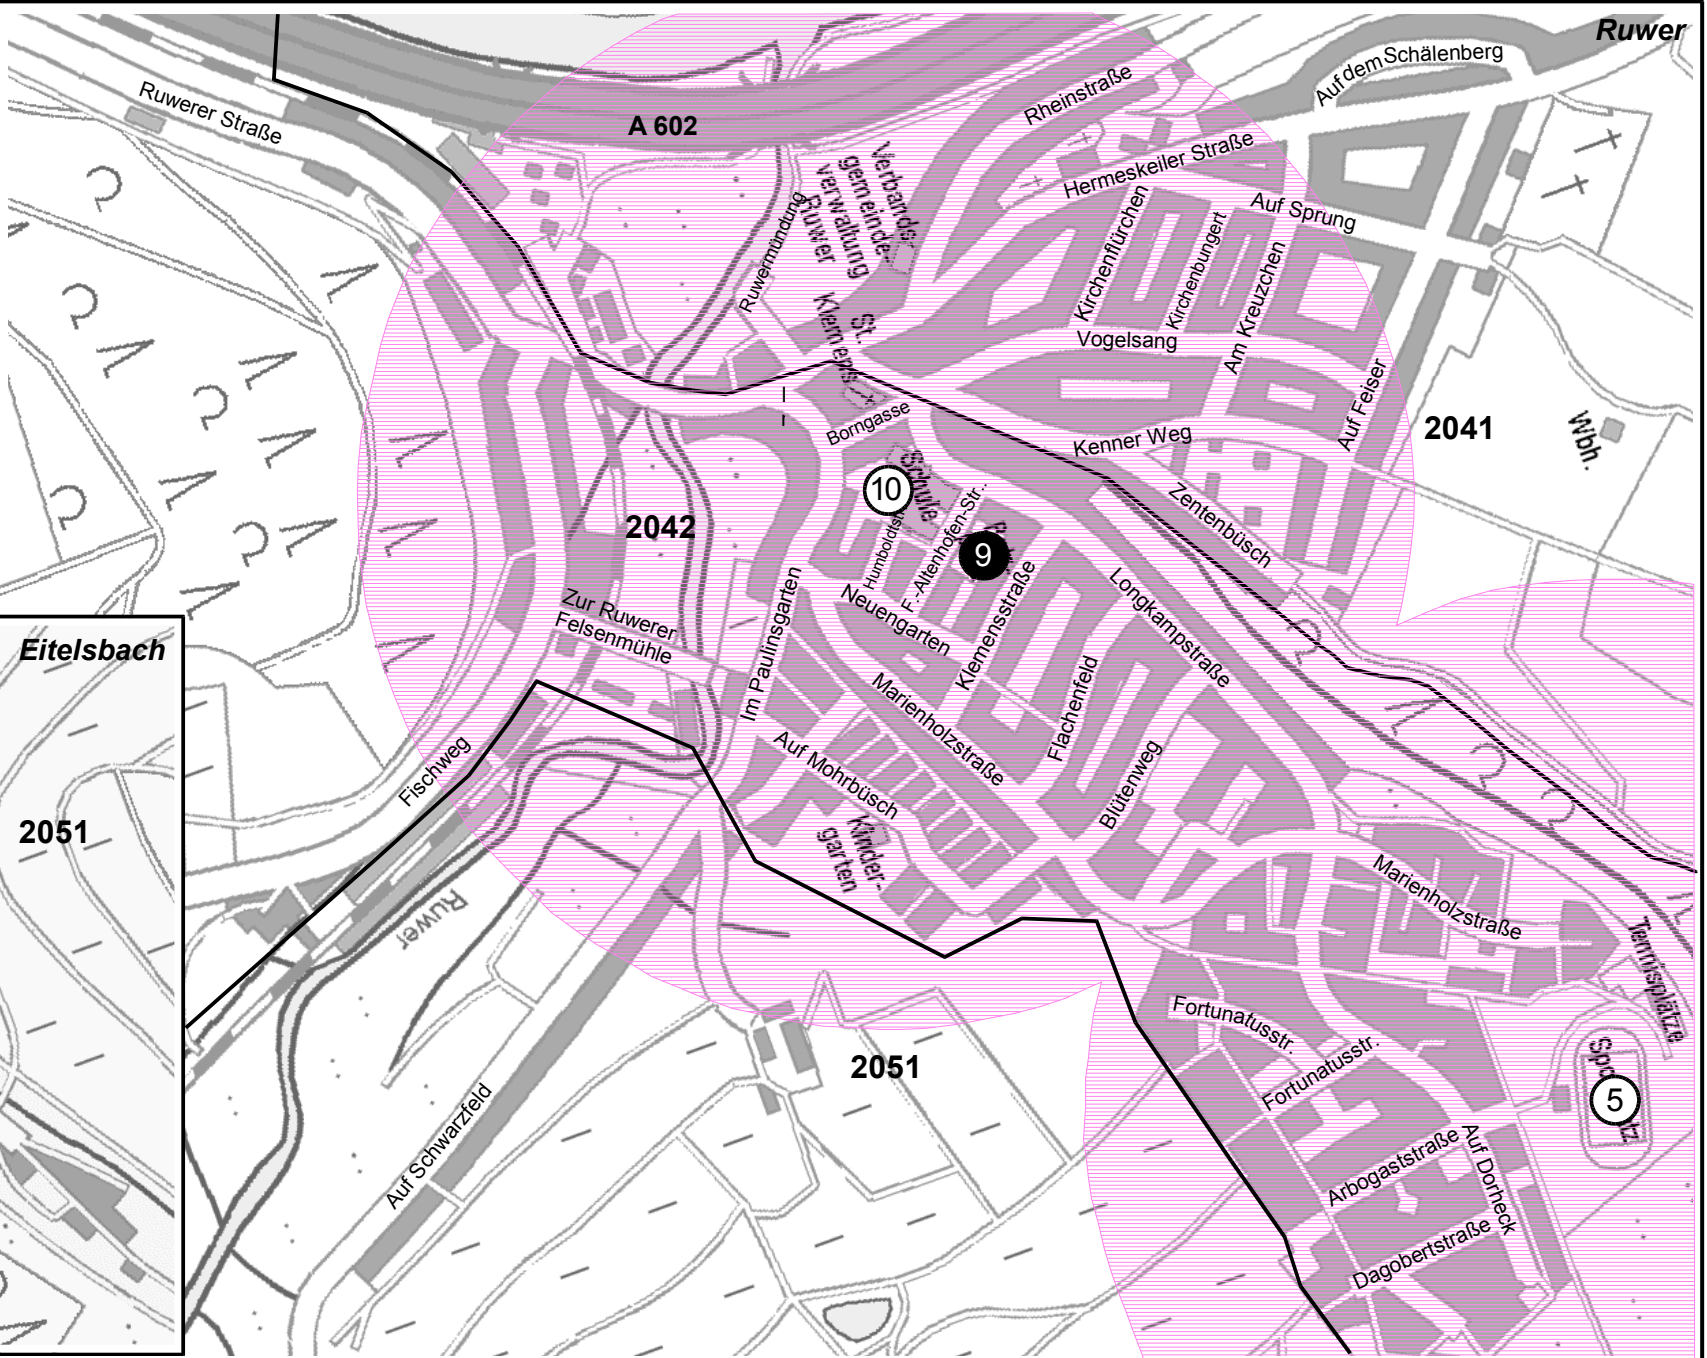 Ruwer
Auf dem Schälenberg
Ruwerer Straße
Rheinstraße
A 602
Verbands-
gemeinde-
verwaltung
Ruwer
Hermeskeiler Straße
Auf Sprung
Ruwermündung
Kirchenflürchen
Kirchenbungert
Am Kreuzchen
St.
Klemens
Vogelsang
Auf Feiser
2041
Wbh.
Borngasse
Kenner Weg
Schule
10
Zentenbüsch
2042
Humboldtstr.
F.-Altenhofen-Str..
9
Neuengarten
Klemensstraße
Longkampstraße
Zur Ruwerer
Felsenmühle
Im Paulinsgarten
Eitelsbach
Marienholzstraße
Flachenfeld
Auf Mohrbüsch
Blütenweg
Fischweg
2051
Kinder-
garten
Marienholzstraße
Ruwer
Tennisplätze
Fortunatusstr.
Fortunatusstr.
2051
5
Auf Schwarzfeld
Arbogaststraße
Auf Dorheck
Dagobertstraße